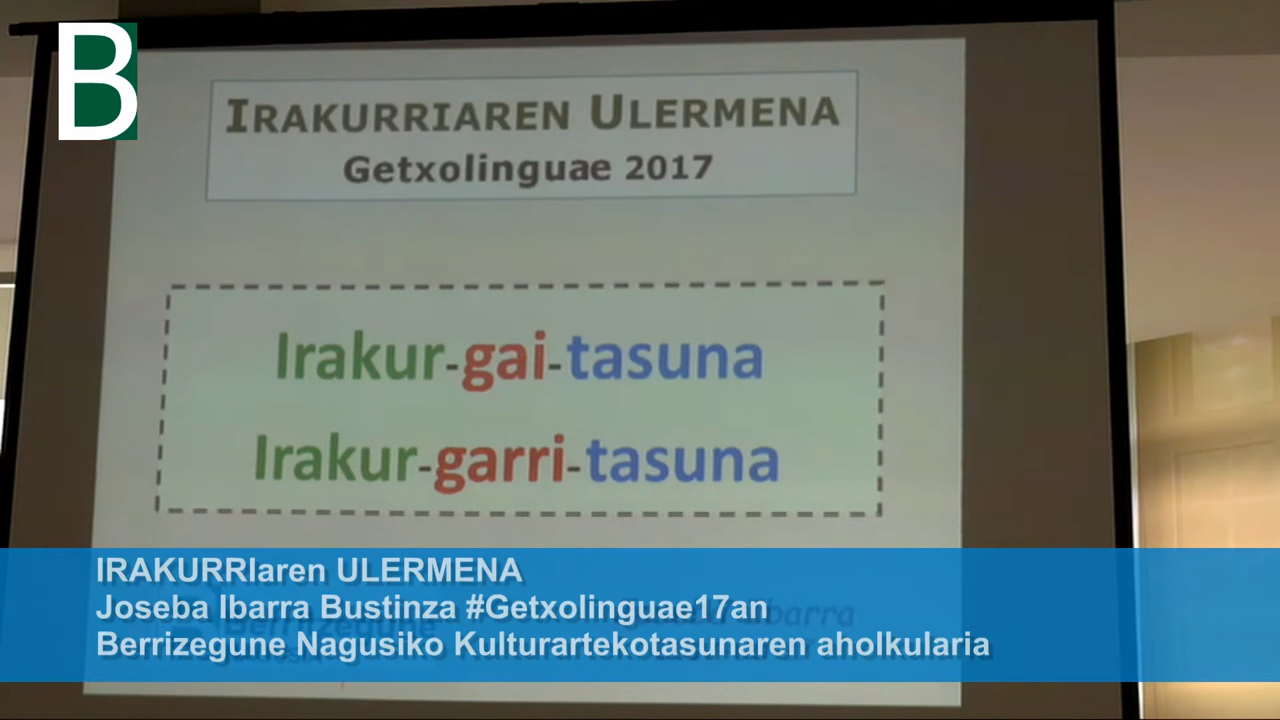 B
IRAKURRIAREN ULERMENA
Getxolinguae 2017
Irakur-gai-tasuna
Irakur-garri-tasuna
IRAKURRIaren ULERMENA
Joseba Ibarra Bustinza #Getxolinguae17an
Berrizegune Nagusiko Kulturartekotasunaren aholkularia